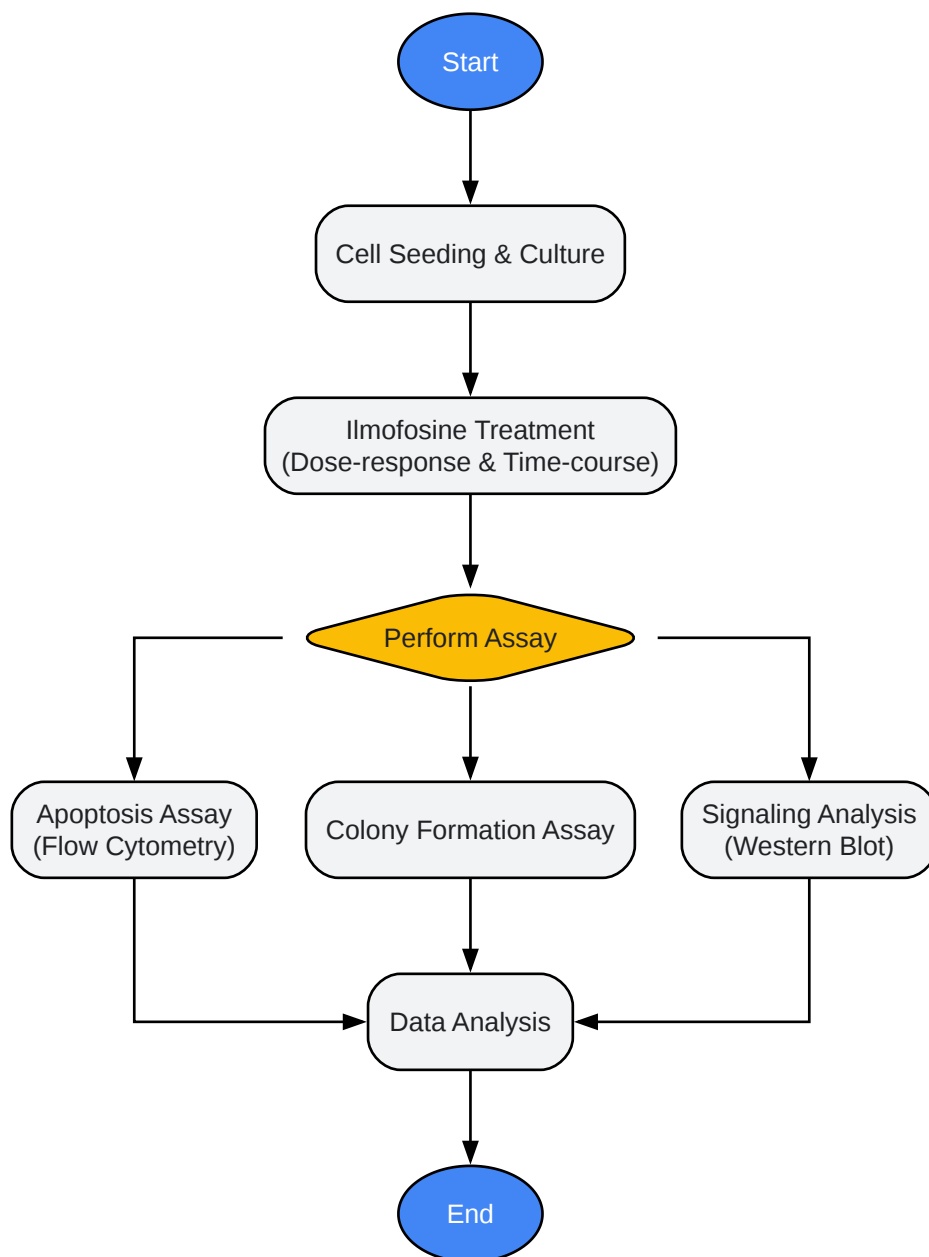 Start
Cell Seeding & Culture
Ilmofosine Treatment
(Dose-response & Time-course)
Perform Assay
Apoptosis Assay
(Flow Cytometry)
Colony Formation Assay
Signaling Analysis
(Western Blot)
Data Analysis
End